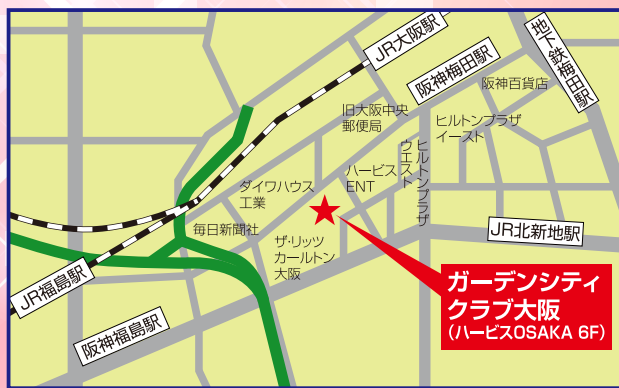 JR大阪駅
阪神梅田駅
地下鉄梅田駅
阪神百貨店
旧大阪中央
郵便局
ヒルトンプラザ
イースト
ヒルトンプラザ
ウエスト
ハービス
ENT
ダイワハウス
工業
毎日新聞社
ザ・リッツ
カールトン
大阪
JR北新地駅
JR福島駅
阪神福島駅
ガーデンシティ
クラブ大阪
(ハービスOSAKA 6F)